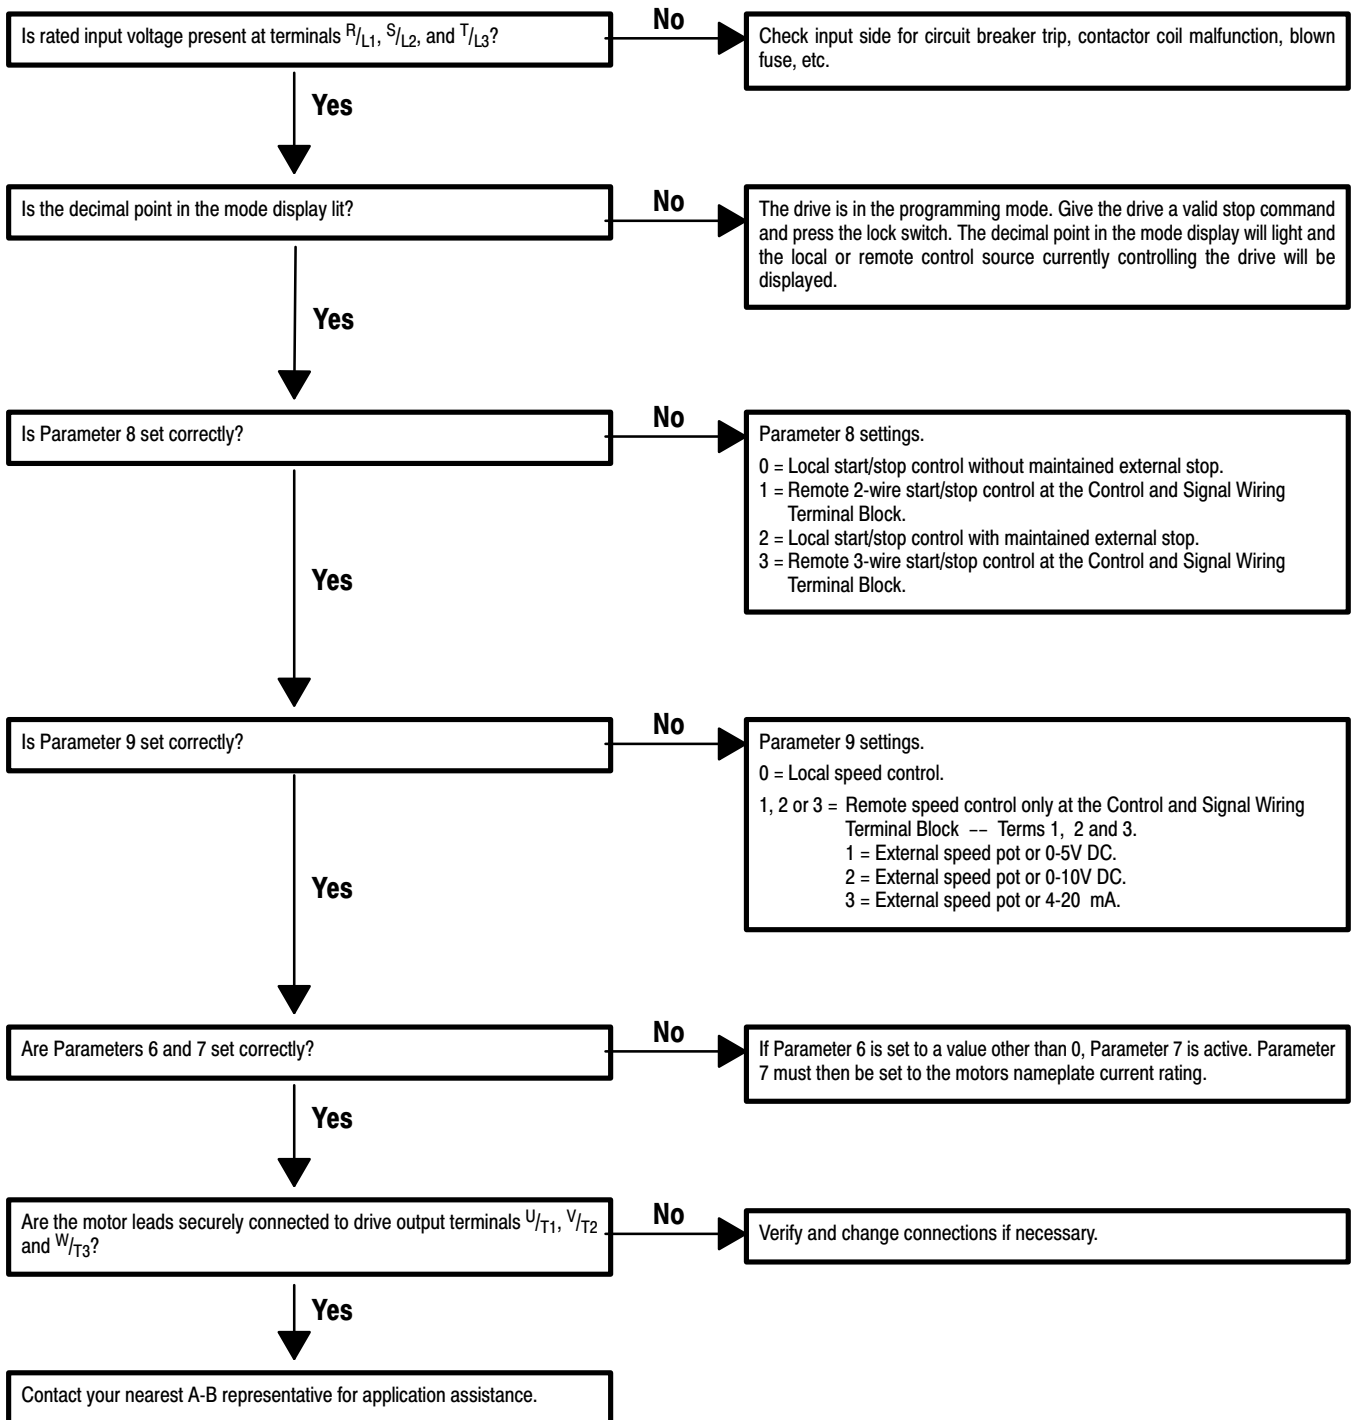 Is rated input voltage present at terminals R/L1, S/L2, and T/L3?
No
Check input side for circuit breaker trip, contactor coil malfunction, blown
fuse, etc.
Yes
Is the decimal point in the mode display lit?
No
The drive is in the programming mode. Give the drive a valid stop command
and press the lock switch. The decimal point in the mode display will light and
the local or remote control source currently controlling the drive will be
displayed.
Yes
Is Parameter 8 set correctly?
No
Parameter 8 settings.
0 = Local start/stop control without maintained external stop.
1 = Remote 2-wire start/stop control at the Control and Signal Wiring
Terminal Block.
2 = Local start/stop control with maintained external stop.
3 = Remote 3-wire start/stop control at the Control and Signal Wiring
Terminal Block.
Yes
Is Parameter 9 set correctly?
No
Parameter 9 settings.
0 = Local speed control.
1, 2 or 3 = Remote speed control only at the Control and Signal Wiring
Terminal Block -- Terms 1, 2 and 3.
1 = External speed pot or 0-5V DC.
2 = External speed pot or 0-10V DC.
3 = External speed pot or 4-20 mA.
Yes
Are Parameters 6 and 7 set correctly?
No
If Parameter 6 is set to a value other than 0, Parameter 7 is active. Parameter
7 must then be set to the motors nameplate current rating.
Yes
Are the motor leads securely connected to drive output terminals U/T1, V/T2
and W/T3?
No
Verify and change connections if necessary.
Yes
Contact your nearest A-B representative for application assistance.